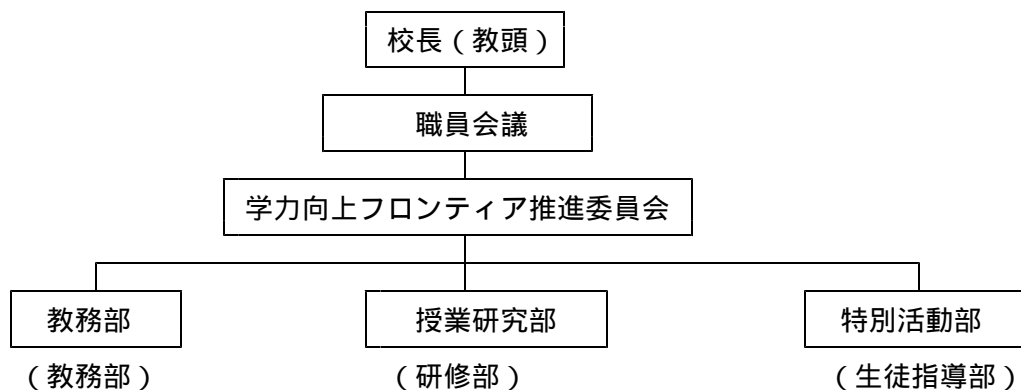 校長（教頭）
職員会議
学力向上フロンティア推進委員会
教務部 授業研究部 特別活動部
（教務部） （研修部） （生徒指導部）